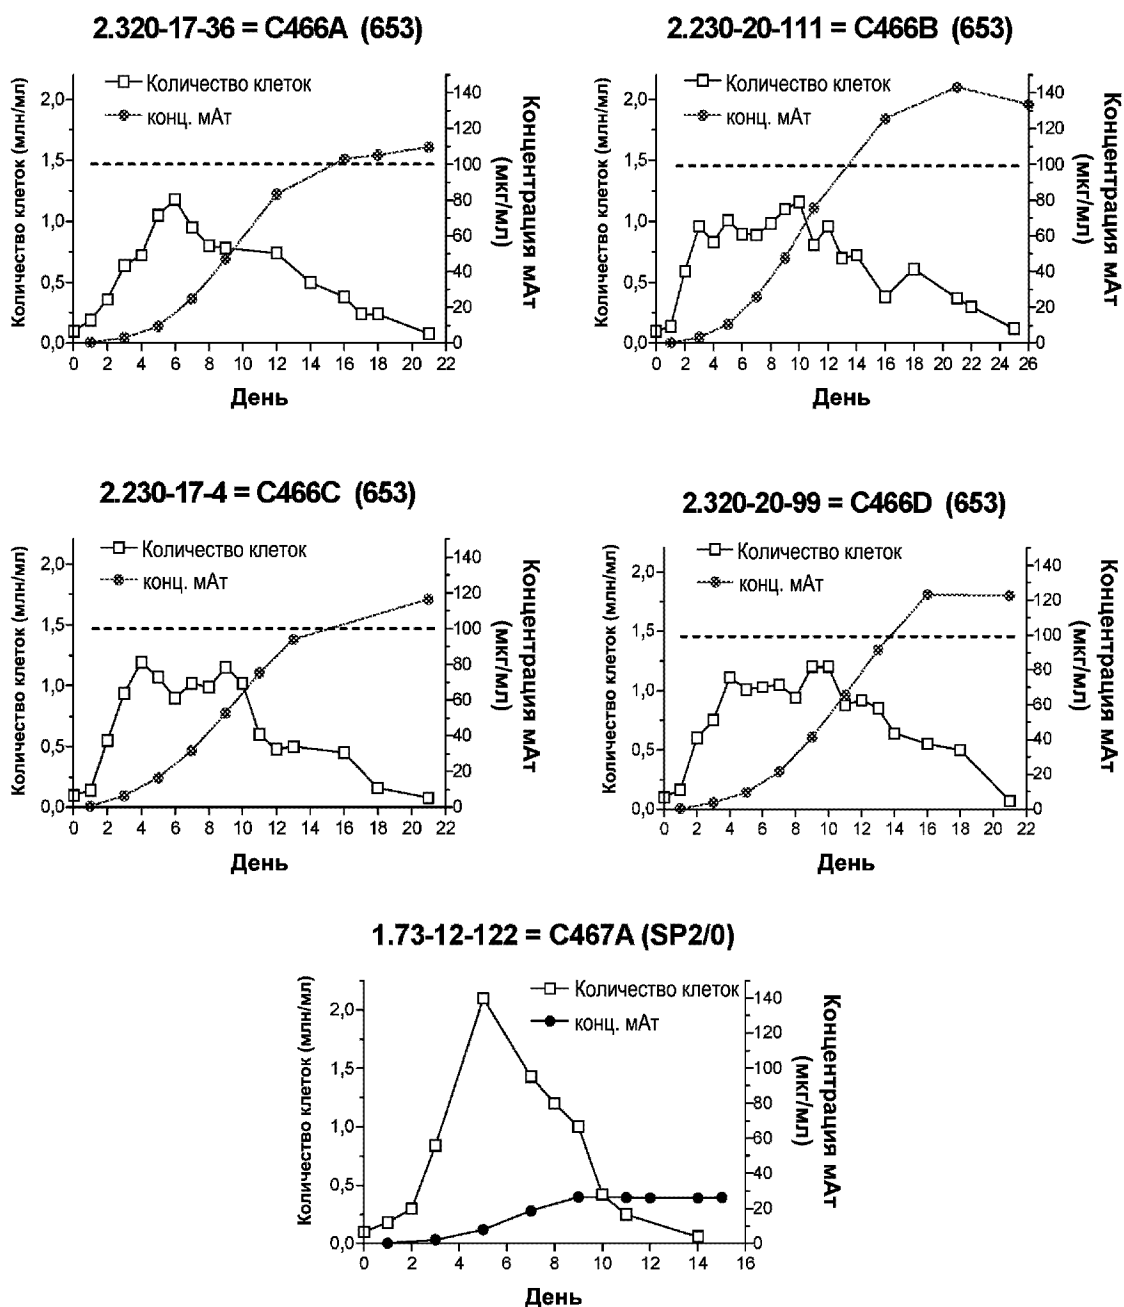 2.320-17-36 = C466A (653)
Количество клеток (млн/мл)
2,0
1,5
1,0
0,5
0,0
Количество клеток
конц. мАт
140
120
100
80
60
40
20
0
Концентрация мАт
(мкг/мл)
0 2 4 6 8 10 12 14 16 18 20 22
День
2.230-20-111 = C466B (653)
Количество клеток (млн/мл)
2,0
1,5
1,0
0,5
0,0
Количество клеток
конц. мАт
140
120
100
80
60
40
20
0
Концентрация мАт
(мкг/мл)
0 2 4 6 8 10 12 14 16 18 20 22 24 26
День
2.230-17-4 = C466C (653)
Количество клеток (млн/мл)
2,0
1,5
1,0
0,5
0,0
Количество клеток
конц. мАт
140
120
100
80
60
40
20
0
Концентрация мАт
(мкг/мл)
0 2 4 6 8 10 12 14 16 18 20 22
День
2.320-20-99 = C466D (653)
Количество клеток (млн/мл)
2,0
1,5
1,0
0,5
0,0
Количество клеток
конц. мАт
140
120
100
80
60
40
20
0
Концентрация мАт
(мкг/мл)
0 2 4 6 8 10 12 14 16 18 20 22
День
1.73-12-122 = C467A (SP2/0)
Количество клеток (млн/мл)
2,0
1,5
1,0
0,5
0,0
Количество клеток
конц. мАт
140
120
100
80
60
40
20
0
Концентрация мАт
(мкг/мл)
0 2 4 6 8 10 12 14 16
День